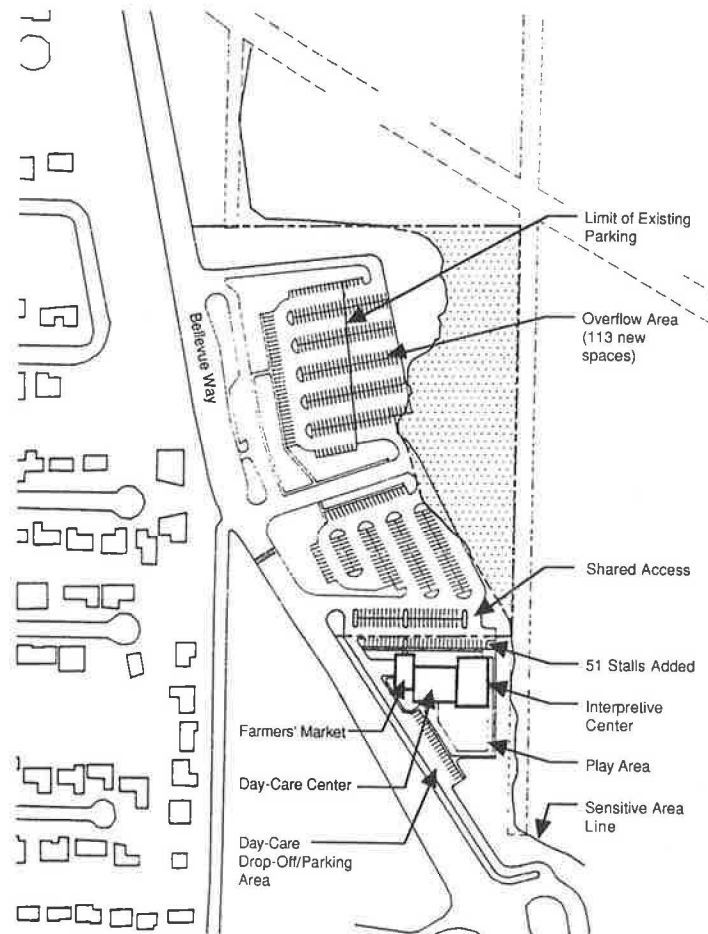 Limit of Existing
Parking
Overflow Area
(113 new
spaces)
Bellevue Way
Shared Access
51 Stalls Added
Interpretive
Center
Farmers' Market
Play Area
Day-Care Center
Sensitive Area
Line
Day-Care
Drop-Off/Parking
Area